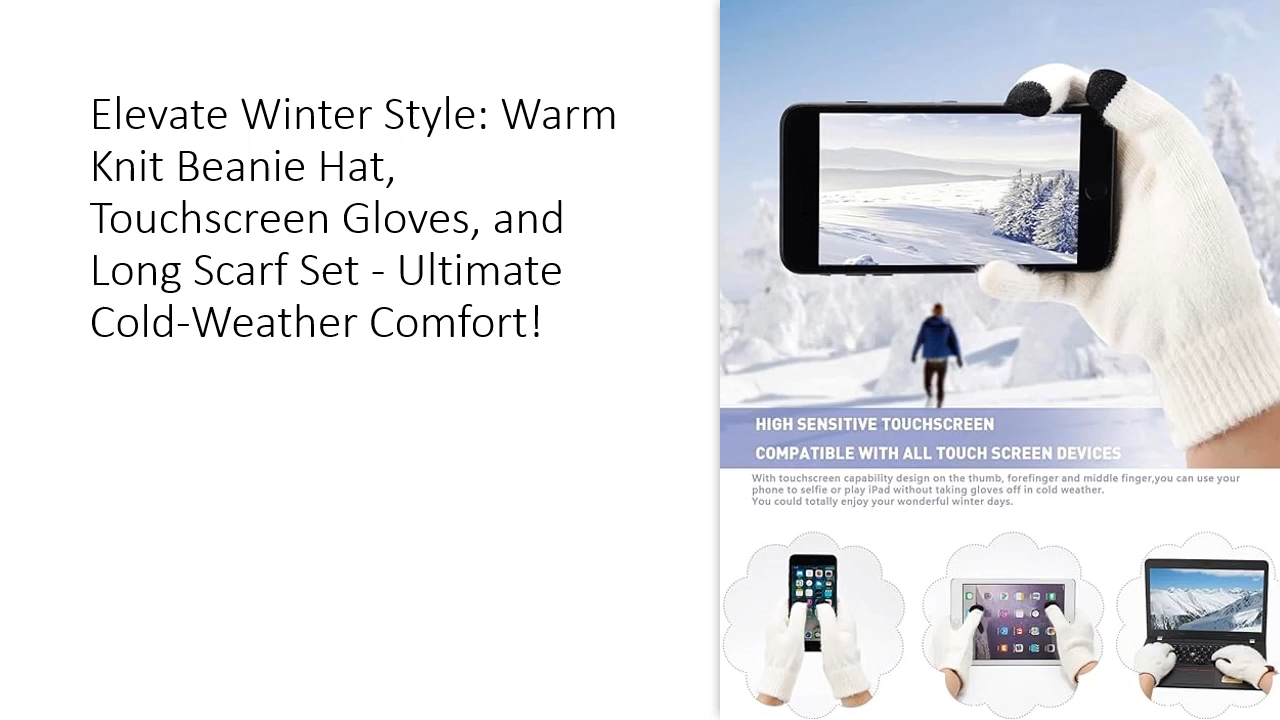 Elevate Winter Style: Warm
Knit Beanie Hat,
Touchscreen Gloves, and
Long Scarf Set - Ultimate
Cold-Weather Comfort!
HIGH SENSITIVE TOUCHSCREEN
COMPATIBLE WITH ALL TOUCH SCREEN DEVICES
With touchscreen capability design on the thumb, forefinger and middle finger,you can use your
phone to selfie or play iPad without taking gloves off in cold weather.
You could totally enjoy your wonderful winter days.